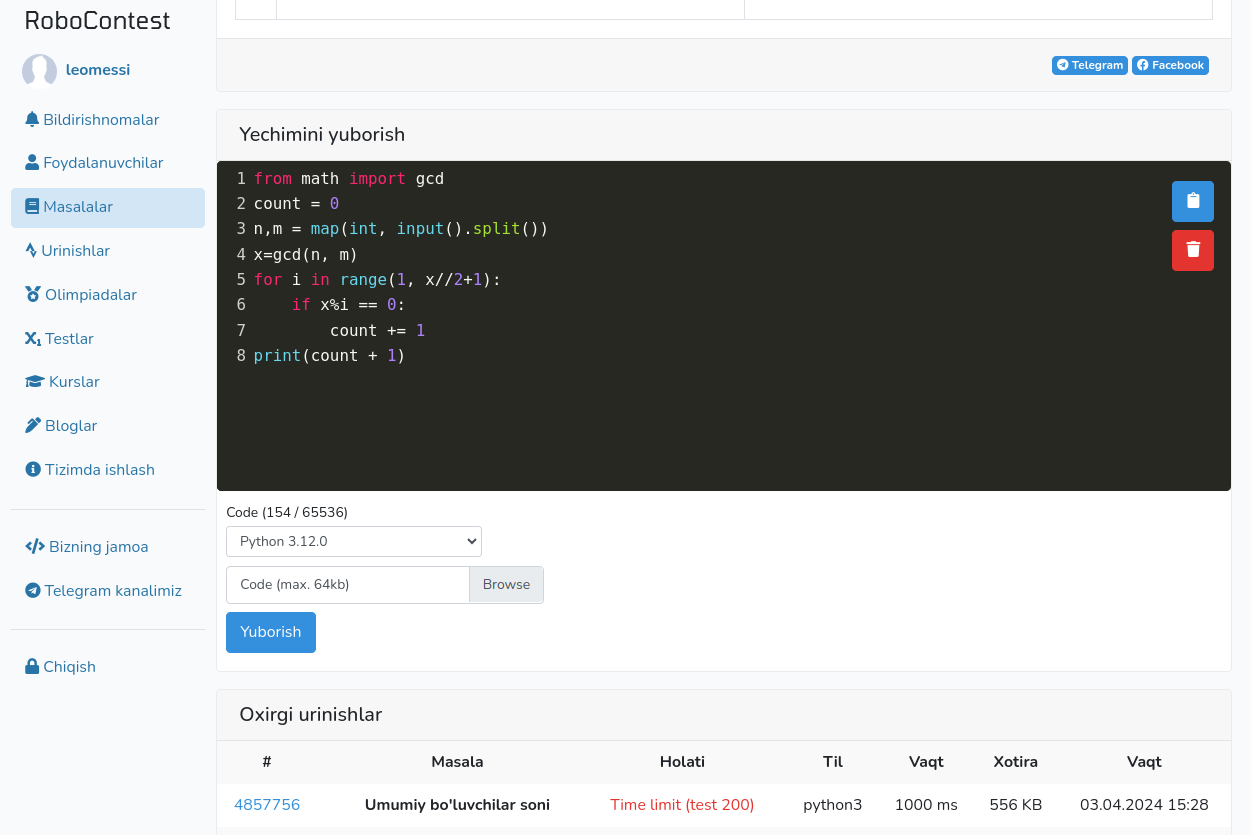 RoboContest
leomessi
Bildirishnomalar
Foydalanuvchilar
Masalalar
Urinishlar
Olimpiadalar
Testlar
Kurslar
Bloglar
Tizimda ishlash
Bizning jamoa
Telegram kanalimiz
Chiqish
Telegram Facebook
Yechimini yuborish
1 from math import gcd
2 count = 0
3 n,m = map(int, input().split())
4 x=gcd(n, m)
5 for i in range(1, x//2+1):
6     if x%i == 0:
7         count += 1
8 print(count + 1)
Code (154 / 65536)
Python 3.12.0
Code (max. 64kb) Browse
Yuborish
Oxirgi urinishlar
# Masala Holati Til Vaqt Xotira Vaqt
4857756 Umumiy bo'luvchilar soni Time limit (test 200) python3 1000 ms 556 KB 03.04.2024 15:28